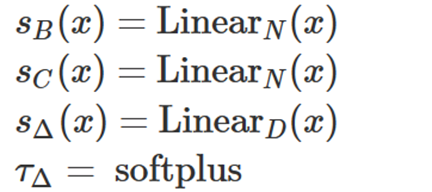 s_B(x) = Linear_N(x)
s_C(x) = Linear_N(x)
s_Δ(x) = Linear_D(x)
τ_Δ = softplus